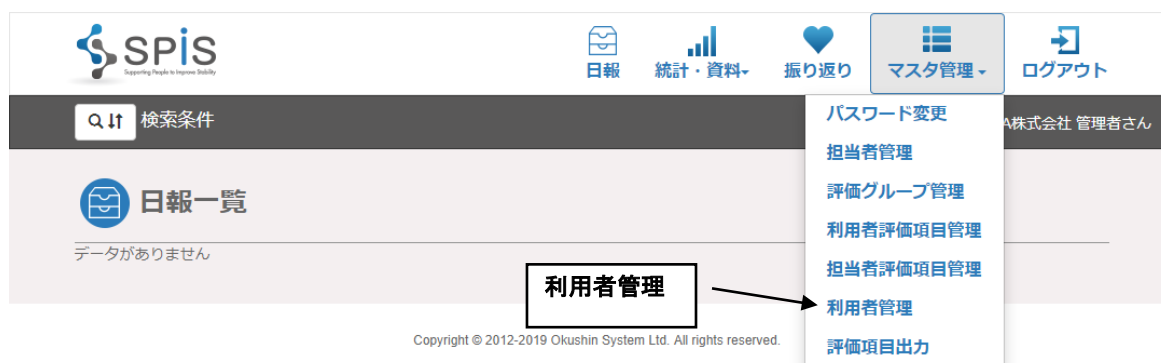 SPiS
Supporting People to Improve Stability
日報
統計・資料
振り返り
マスタ管理
ログアウト
検索条件
A株式会社 管理者さん
パスワード変更
担当者管理
評価グループ管理
利用者評価項目管理
担当者評価項目管理
利用者管理
評価項目出力
日報一覧
データがありません
利用者管理
Copyright © 2012-2019 Okushin System Ltd. All rights reserved.